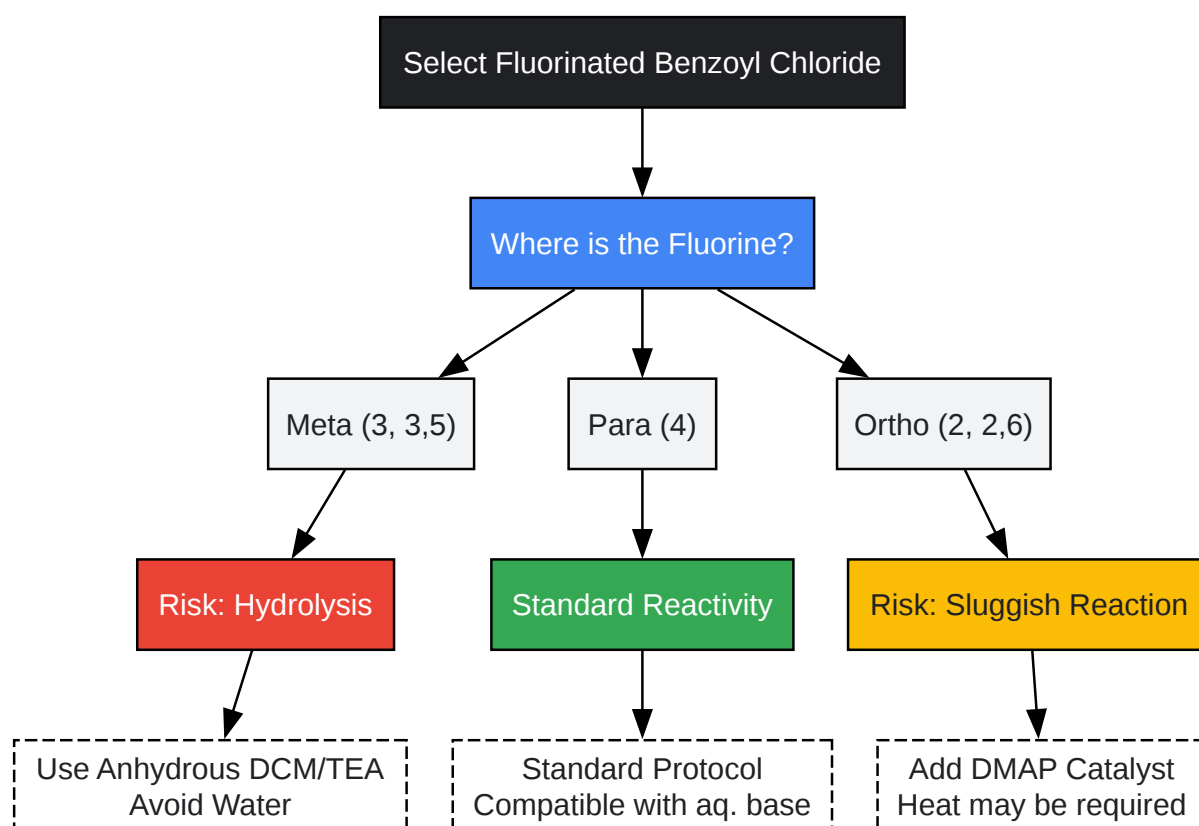 Select Fluorinated Benzoyl Chloride
Where is the Fluorine?
Meta (3, 3,5)
Para (4)
Ortho (2, 2,6)
Risk: Hydrolysis
Standard Reactivity
Risk: Sluggish Reaction
Use Anhydrous DCM/TEA
Avoid Water
Standard Protocol
Compatible with aq. base
Add DMAP Catalyst
Heat may be required